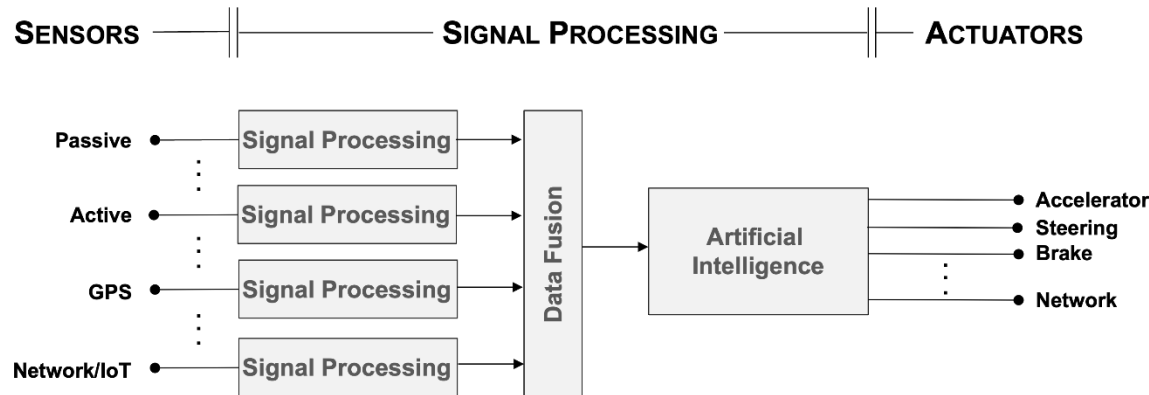 SENSORS
SIGNAL PROCESSING
ACTUATORS
Passive
Signal Processing
Active
Signal Processing
GPS
Signal Processing
Network/IoT
Signal Processing
Data Fusion
Artificial
Intelligence
Accelerator
Steering
Brake
Network